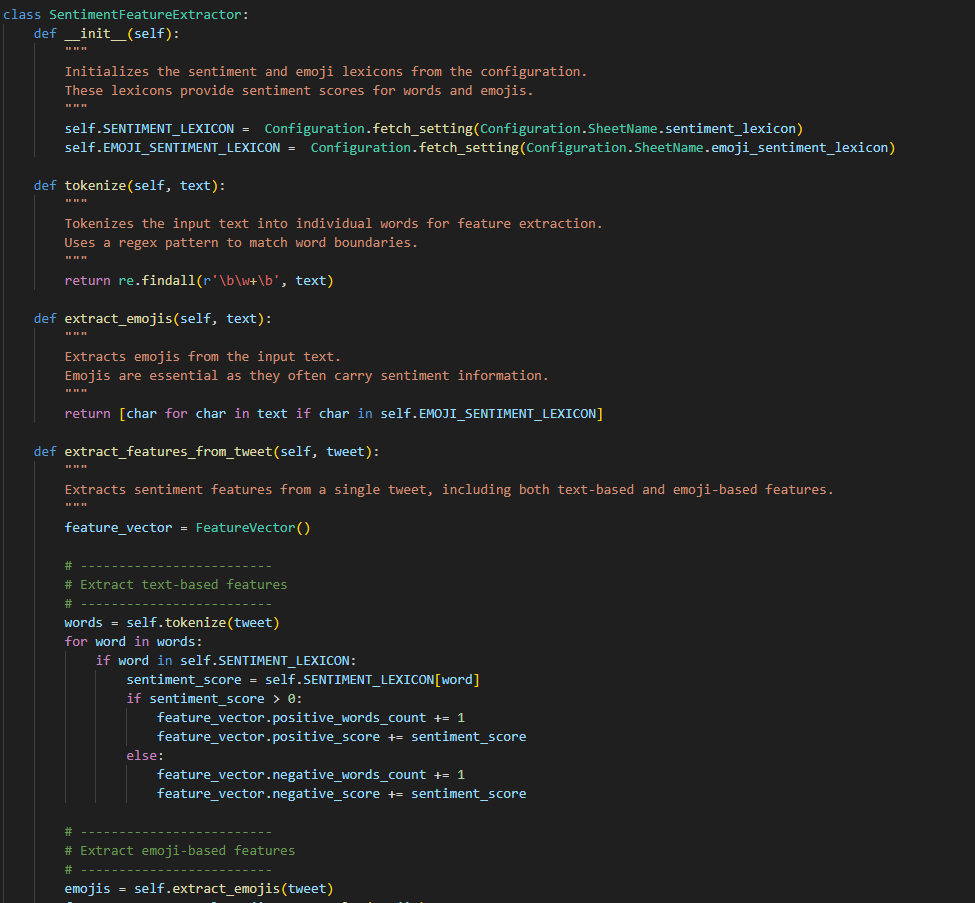 class SentimentFeatureExtractor:
    def __init__(self):
        """
        Initializes the sentiment and emoji lexicons from the configuration.
        These lexicons provide sentiment scores for words and emojis.
        """
        self.SENTIMENT_LEXICON =  Configuration.fetch_setting(Configuration.SheetName.sentiment_lexicon)
        self.EMOJI_SENTIMENT_LEXICON =  Configuration.fetch_setting(Configuration.SheetName.emoji_sentiment_lexicon)

    def tokenize(self, text):
        """
        Tokenizes the input text into individual words for feature extraction.
        Uses a regex pattern to match word boundaries.
        """
        return re.findall(r'\b\w+\b', text)

    def extract_emojis(self, text):
        """
        Extracts emojis from the input text.
        Emojis are essential as they often carry sentiment information.
        """
        return [char for char in text if char in self.EMOJI_SENTIMENT_LEXICON]

    def extract_features_from_tweet(self, tweet):
        """
        Extracts sentiment features from a single tweet, including both text-based and emoji-based features.
        """
        feature_vector = FeatureVector()

        # -------------------------
        # Extract text-based features
        # -------------------------
        words = self.tokenize(tweet)
        for word in words:
            if word in self.SENTIMENT_LEXICON:
                sentiment_score = self.SENTIMENT_LEXICON[word]
                if sentiment_score > 0:
                    feature_vector.positive_words_count += 1
                    feature_vector.positive_score += sentiment_score
                else:
                    feature_vector.negative_words_count += 1
                    feature_vector.negative_score += sentiment_score

        # -------------------------
        # Extract emoji-based features
        # -------------------------
        emojis = self.extract_emojis(tweet)